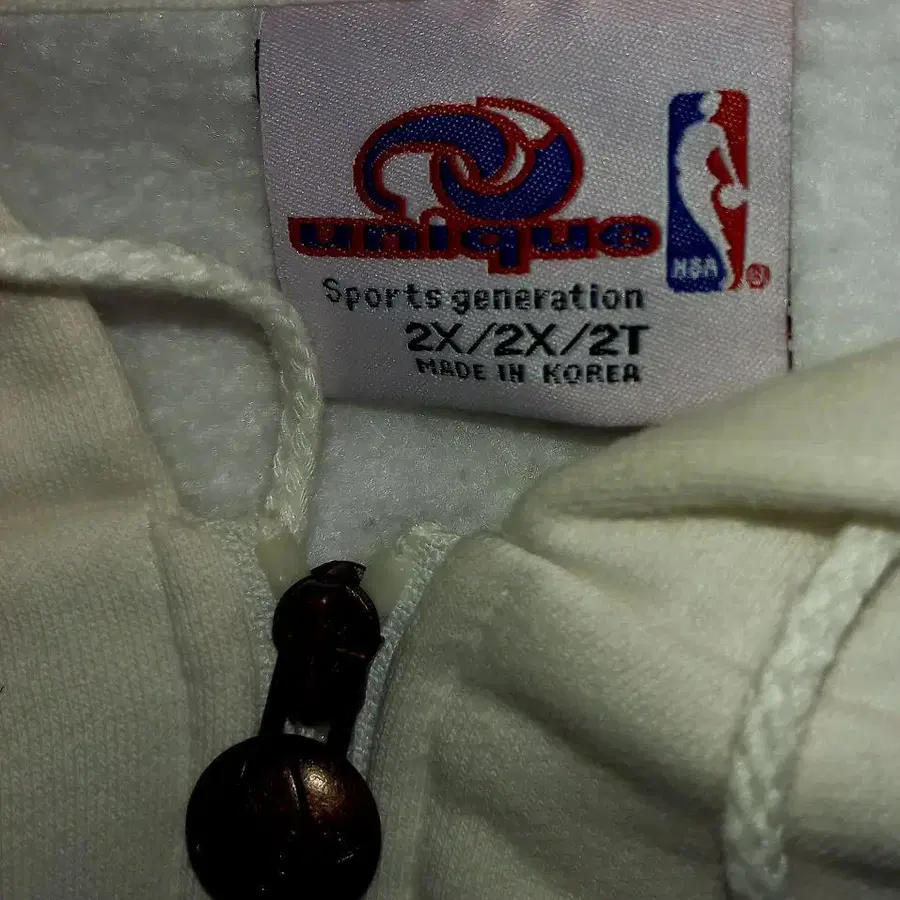 unique
NBA ®
Sports generation
2X/2X/2T
MADE IN KOREA